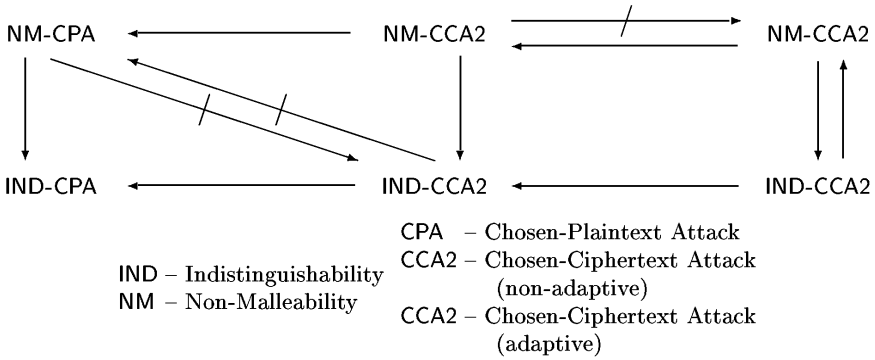 NM-CPA NM-CCA2 NM-CCA2
IND-CPA IND-CCA2 IND-CCA2
CPA – Chosen-Plaintext Attack
IND – Indistinguishability
CCA2 – Chosen-Ciphertext Attack
(non-adaptive)
NM – Non-Malleability
CCA2 – Chosen-Ciphertext Attack
(adaptive)